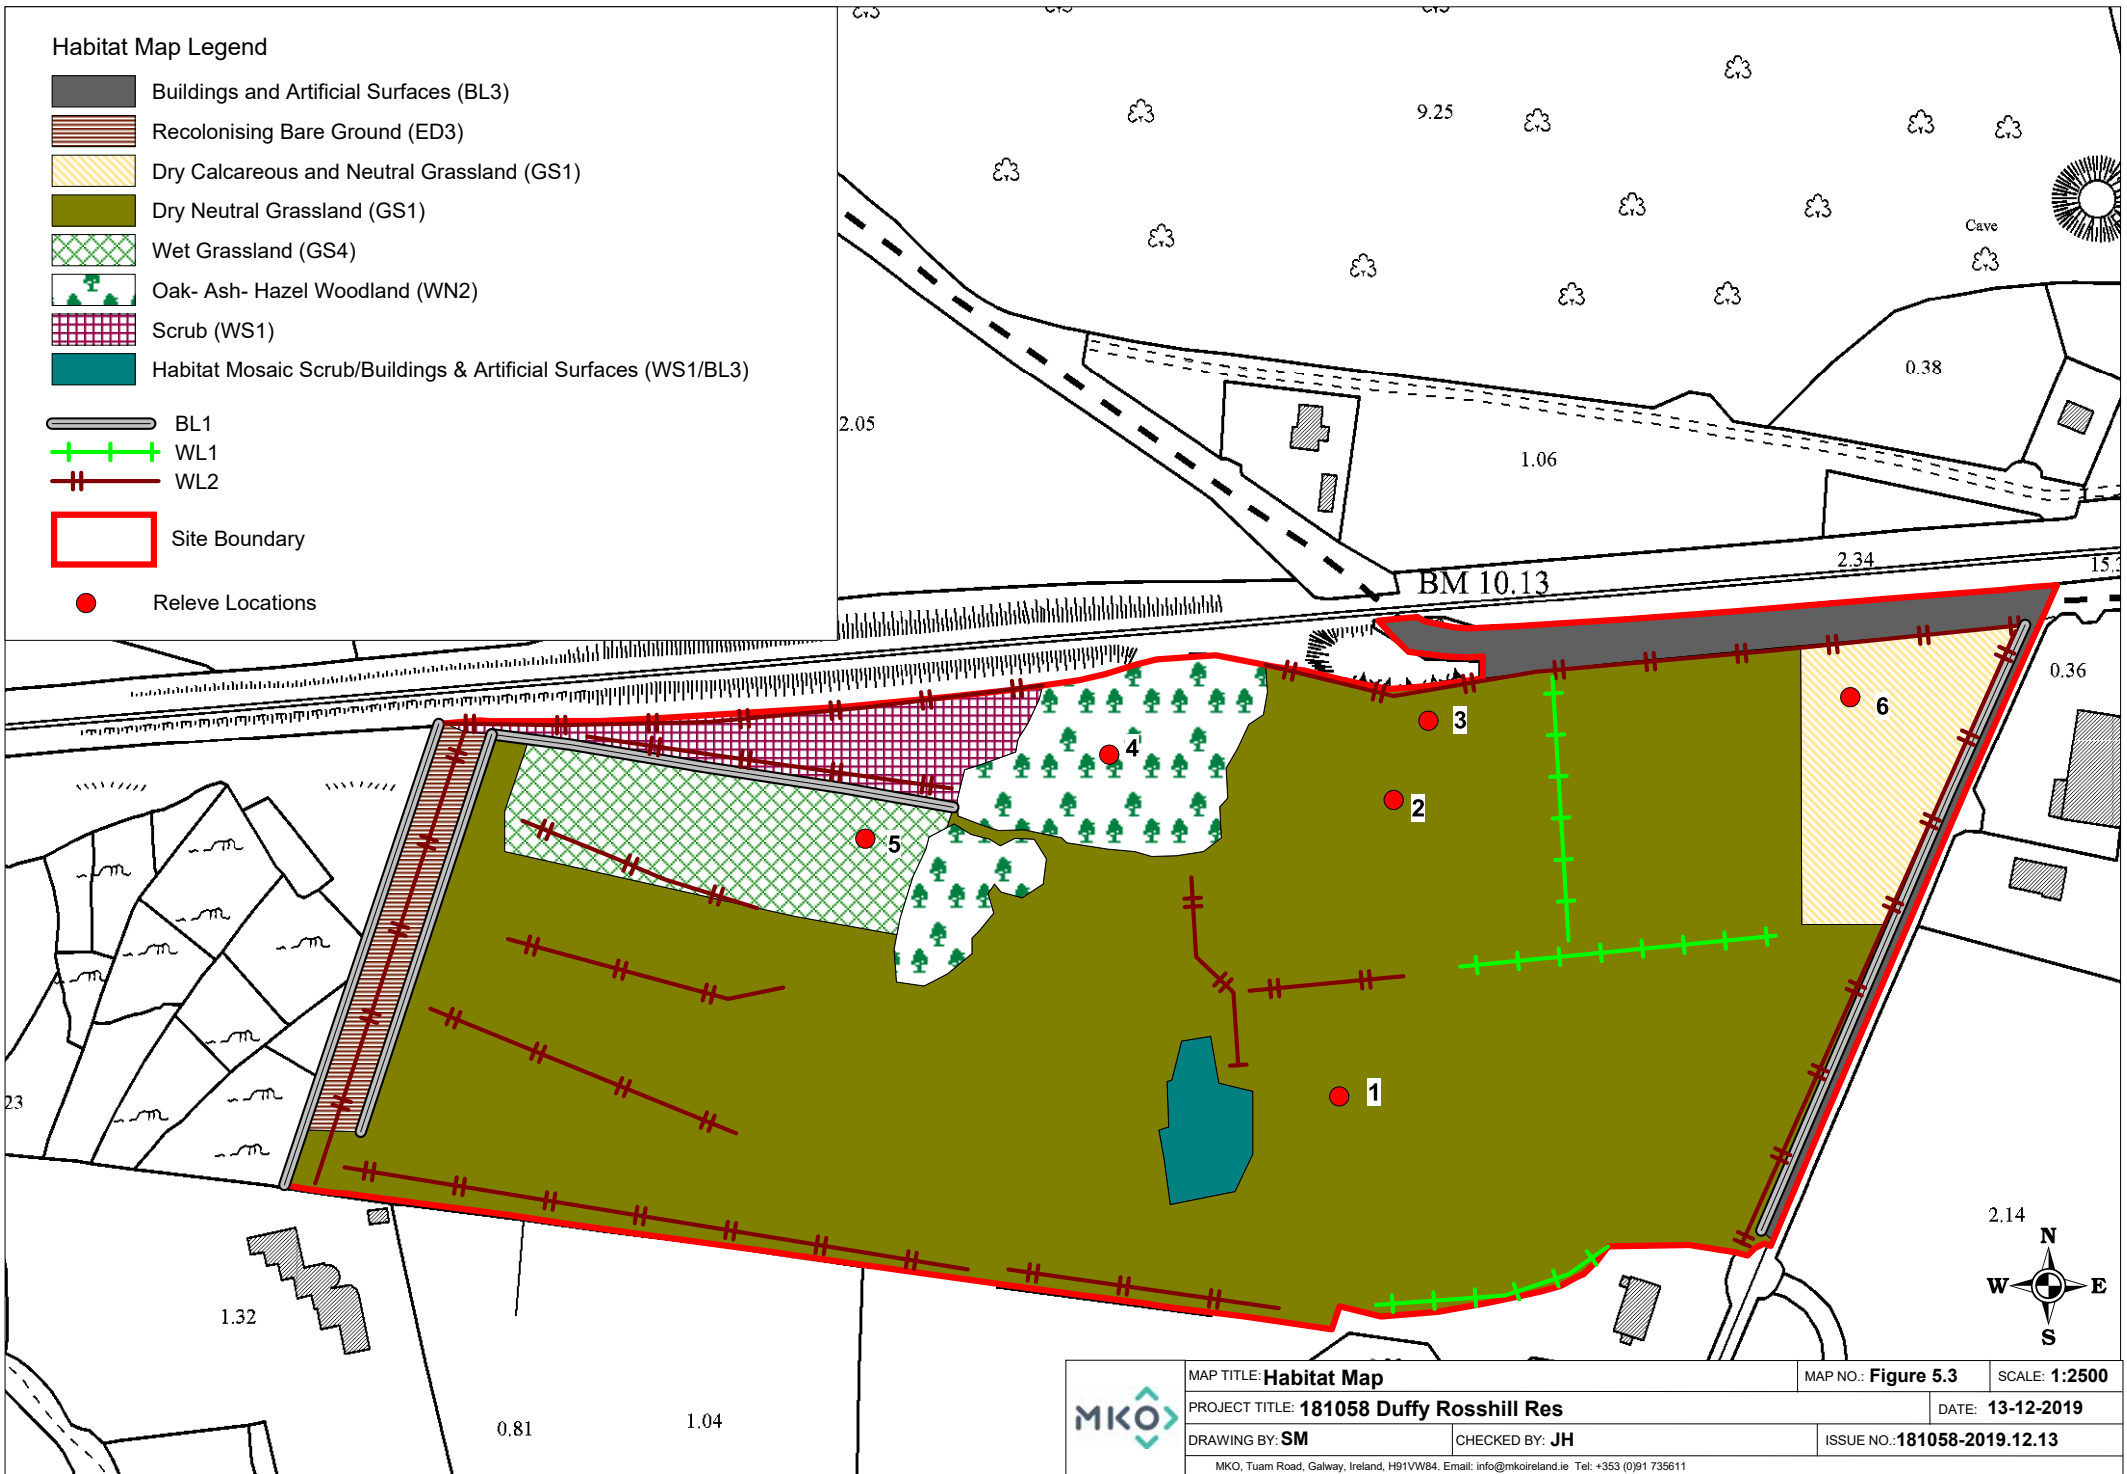 Habitat Map Legend
Buildings and Artificial Surfaces (BL3)
Recolonising Bare Ground (ED3)
Dry Calcareous and Neutral Grassland (GS1)
Dry Neutral Grassland (GS1)
Wet Grassland (GS4)
Oak- Ash- Hazel Woodland (WN2)
Scrub (WS1)
Habitat Mosaic Scrub/Buildings & Artificial Surfaces (WS1/BL3)
BL1
WL1
WL2
Site Boundary
Releve Locations
9.25
Cave
0.38
2.05
1.06
2.34
BM 10.13
0.36
6
3
4
2
5
1
23
2.14
N
W E
S
1.32
0.81
1.04
MKO
MAP TITLE: Habitat Map
MAP NO.: Figure 5.3
SCALE: 1:2500
PROJECT TITLE: 181058 Duffy Rosshill Res
DATE: 13-12-2019
DRAWING BY: SM
CHECKED BY: JH
ISSUE NO.: 181058-2019.12.13
MKO, Tuam Road, Galway, Ireland, H91VW84. Email: info@mkoireland.ie Tel: +353 (0)91 735611